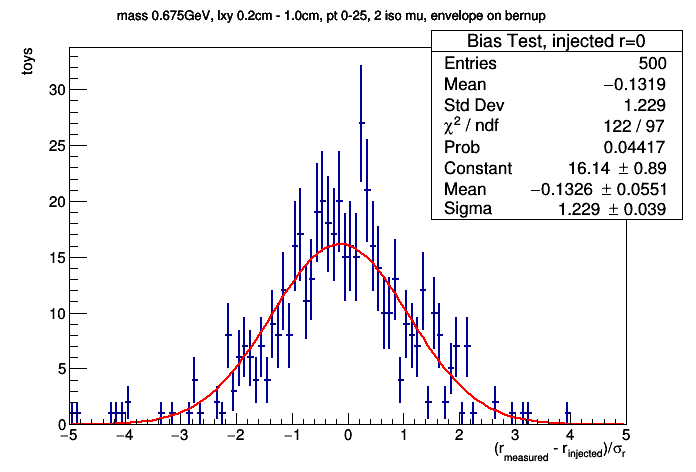 mass 0.675GeV, lxy 0.2cm - 1.0cm, pt 0-25, 2 iso mu, envelope on bernup
toys
Bias Test, injected r=0
Entries 500
Mean −0.1319
Std Dev 1.229
χ² / ndf 122 / 97
Prob 0.04417
Constant 16.14 ± 0.89
Mean −0.1326 ± 0.0551
Sigma 1.229 ± 0.039
30
25
20
15
10
5
0
−5 −4 −3 −2 −1 0 1 2 3 4 5
(r_measured - r_injected)/σ_r